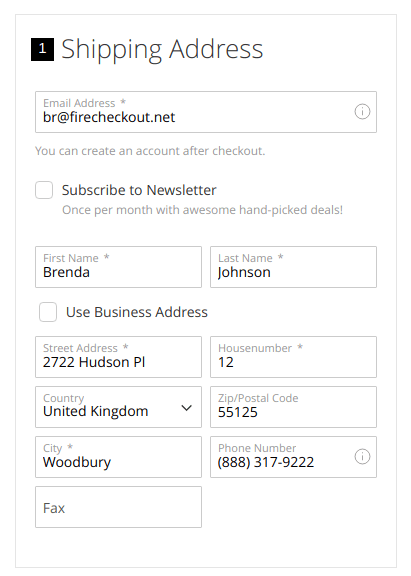 1 Shipping Address
Email Address *
br@firecheckout.net
You can create an account after checkout.
Subscribe to Newsletter
Once per month with awesome hand-picked deals!
First Name *
Brenda
Last Name *
Johnson
Use Business Address
Street Address *
2722 Hudson Pl
Housenumber *
12
Country
United Kingdom
Zip/Postal Code
55125
City *
Woodbury
Phone Number
(888) 317-9222
Fax